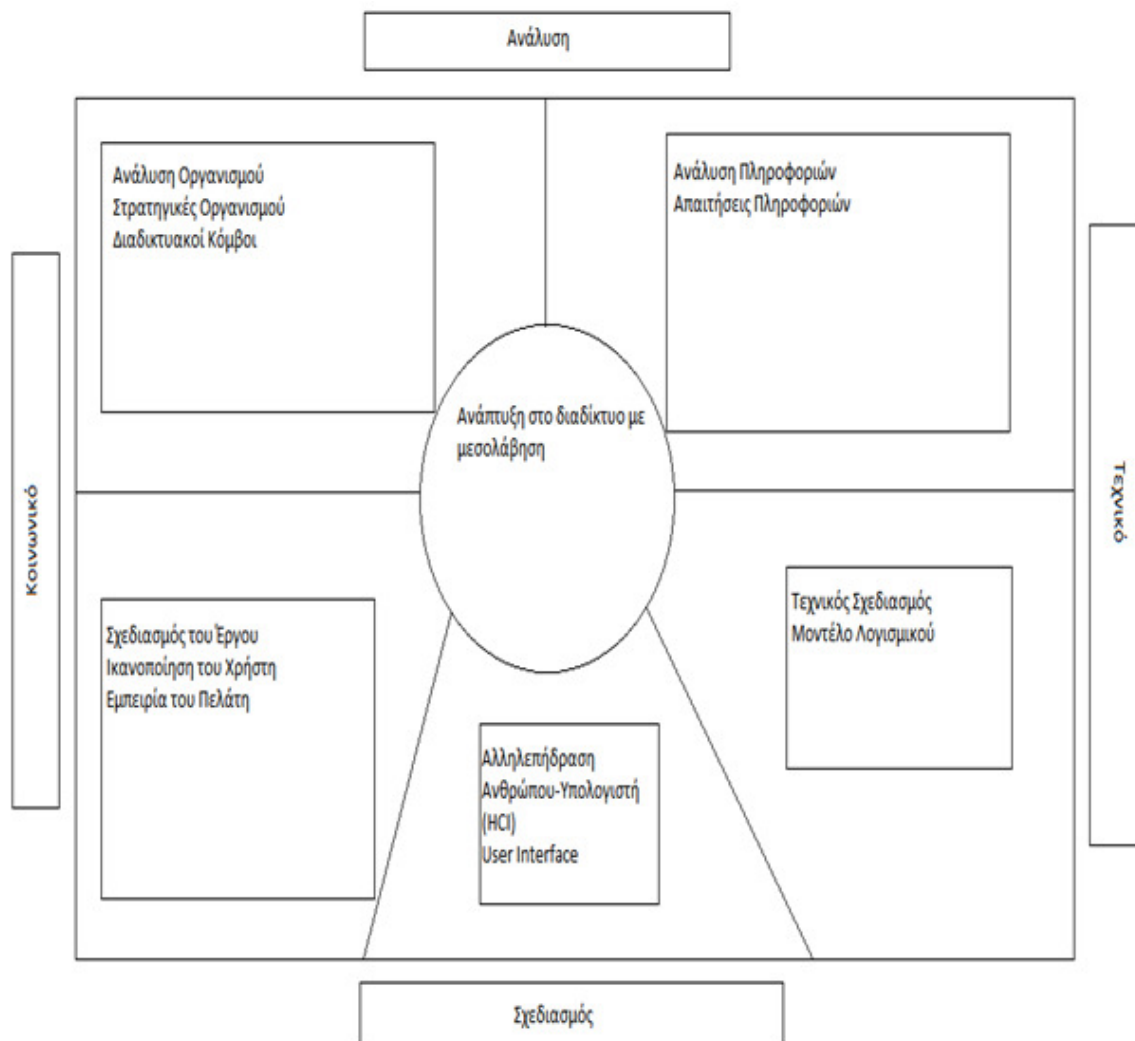 Ανάλυση
Ανάλυση Οργανισμού
Στρατηγικές Οργανισμού
Διαδικτυακοί Κόμβοι
Ανάλυση Πληροφοριών
Απαιτήσεις Πληροφοριών
Κοινωνικό
Ανάπτυξη στο διαδίκτυο με
μεσολάβηση
Τεχνικό
Σχεδιασμός του Έργου
Ικανοποίηση του Χρήστη
Εμπειρία του Πελάτη
Αλληλεπήδραση
Ανθρώπου-Υπολογιστή
(HCI)
User Interface
Τεχνικός Σχεδιασμός
Μοντέλο Λογισμικού
Σχεδιασμός